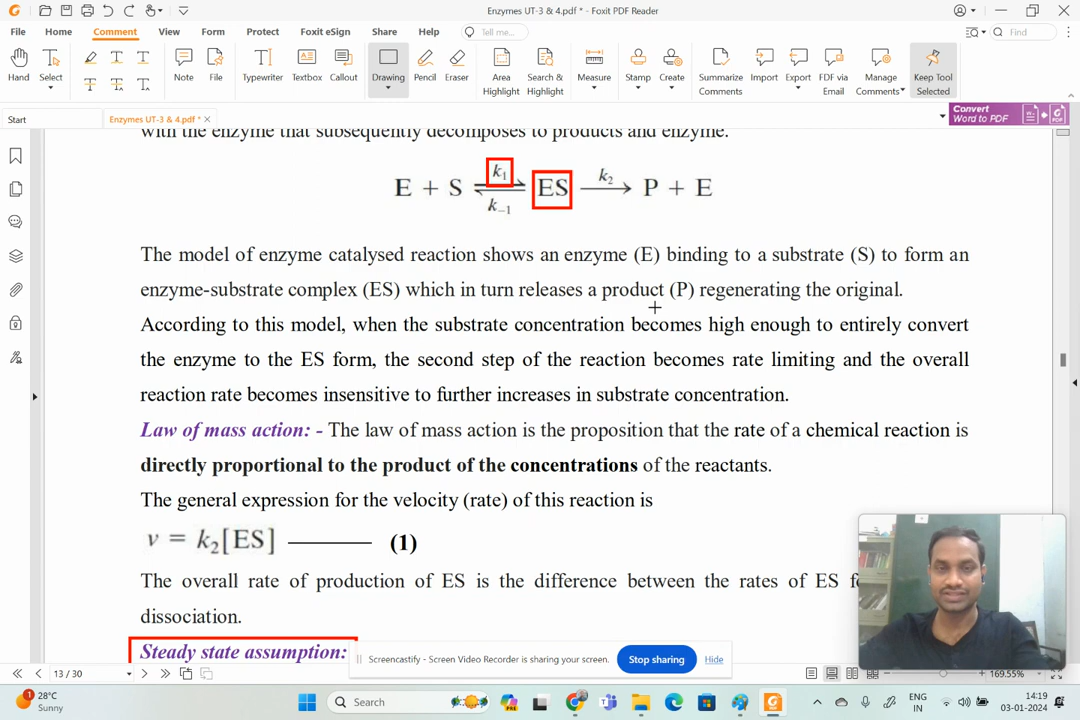 Enzymes UT-3 & 4.pdf * - Foxit PDF Reader
File Home Comment View Form Protect Foxit eSign Share Help Tell me... Find
Hand Select Note File Typewriter Textbox Callout Drawing Pencil Eraser Area Highlight Search & Highlight Measure Stamp Create Summarize Comments Import Export FDF via Email Manage Comments Keep Tool Selected
Start Enzymes UT-3 & 4.pdf * Convert Word to PDF
with the enzyme that subsequently decomposes to products and enzyme.
E + S k1 k−1 ES k2 P + E
The model of enzyme catalysed reaction shows an enzyme (E) binding to a substrate (S) to form an
enzyme-substrate complex (ES) which in turn releases a product (P) regenerating the original.
According to this model, when the substrate concentration becomes high enough to entirely convert
the enzyme to the ES form, the second step of the reaction becomes rate limiting and the overall
reaction rate becomes insensitive to further increases in substrate concentration.
Law of mass action: - The law of mass action is the proposition that the rate of a chemical reaction is
directly proportional to the product of the concentrations of the reactants.
The general expression for the velocity (rate) of this reaction is
v = k2[ES] (1)
The overall rate of production of ES is the difference between the rates of ES
dissociation.
Steady state assumption:
Screencastify - Screen Video Recorder is sharing your screen. Stop sharing Hide
13 / 30 169.55%
28°C
Sunny
Search
ENG
IN
14:19
03-01-2024